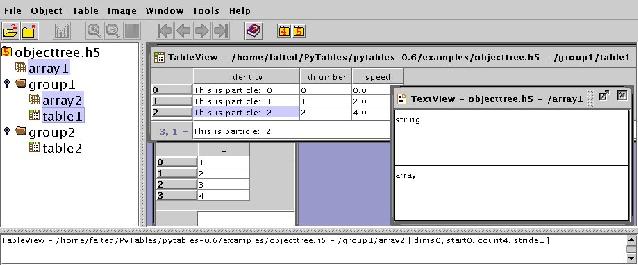 File Object Table Image Window Tools Help
objecttree.h5
array1
group1
array2
table1
group2
table2
TableView - /home/falted/PyTables/pytables-0.6/examples/objecttree.h5 - /group1/table1
identity idnumber speed
0 This is particle: 0 0 0.0
1 This is particle: 1 1 2.0
2 This is particle: 2 2 4.0
3, 1 = This is particle: 2
0 1
1 2
2 3
3 4
TextView - objecttree.h5 - /array1
string
array
TableView - /home/falted/PyTables/pytables-0.6/examples/objecttree.h5 - /group1/array2 [ dims0, start0, count4, stride1 ]